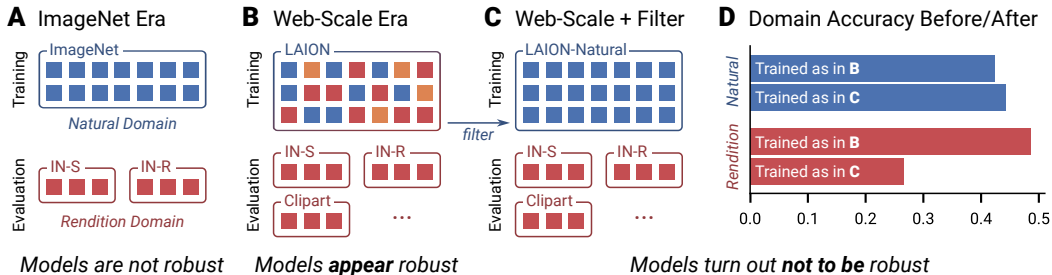 A ImageNet Era
Training
ImageNet
Natural Domain
Evaluation
IN-S
IN-R
Rendition Domain
Models are not robust
B Web-Scale Era
Training
LAION
filter
Evaluation
IN-S
IN-R
Clipart
...
Models appear robust
C Web-Scale + Filter
Training
LAION-Natural
Evaluation
IN-S
IN-R
Clipart
...
D Domain Accuracy Before/After
Natural
Trained as in B
Trained as in C
Rendition
Trained as in B
Trained as in C
0.0 0.1 0.2 0.3 0.4 0.5
Models turn out not to be robust